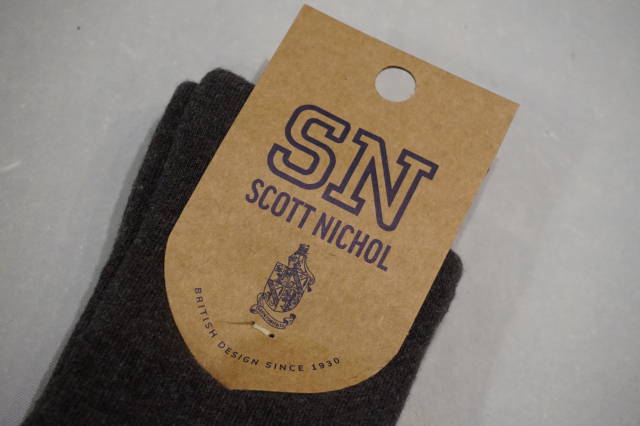 SN
SCOTT NICHOL
BRITISH DESIGN SINCE 1930